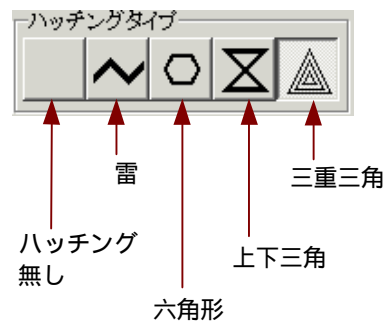 ハッチングタイプ
雷
三重三角
ハッチング
無し
上下三角
六角形